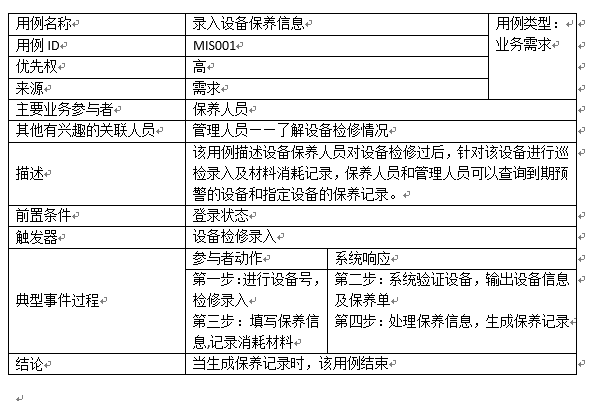 用例名称 录入设备保养信息 用例类型：
用例 ID MIS001 业务需求
优先权 高
来源 需求
主要业务参与者 保养人员
其他有兴趣的关联人员 管理人员——了解设备检修情况
描述 该用例描述设备保养人员对设备检修过后，针对该设备进行巡
检录入及材料消耗记录，保养人员和管理人员可以查询到期预
警的设备和指定设备的保养记录。
前置条件 登录状态
触发器 设备检修录入
典型事件过程 参与者动作 系统响应
第一步：进行设备号， 第二步：系统验证设备，输出设备信息
检修录入 及保养单
第三步：填写保养信 第四步：处理保养信息，生成保养记录
息,记录消耗材料
结论 当生成保养记录时，该用例结束